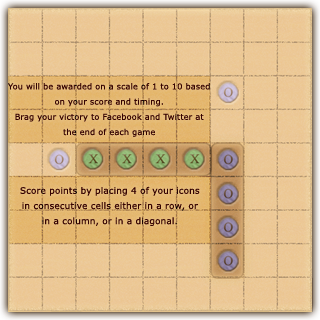 You will be awarded on a scale of 1 to 10 based
on your score and timing.
Brag your victory to Facebook and Twitter at
the end of each game
Q
Q X X X X Q
Score points by placing 4 of your icons
in consecutive cells either in a row, or
in a column, or in a diagonal.
Q
Q
Q